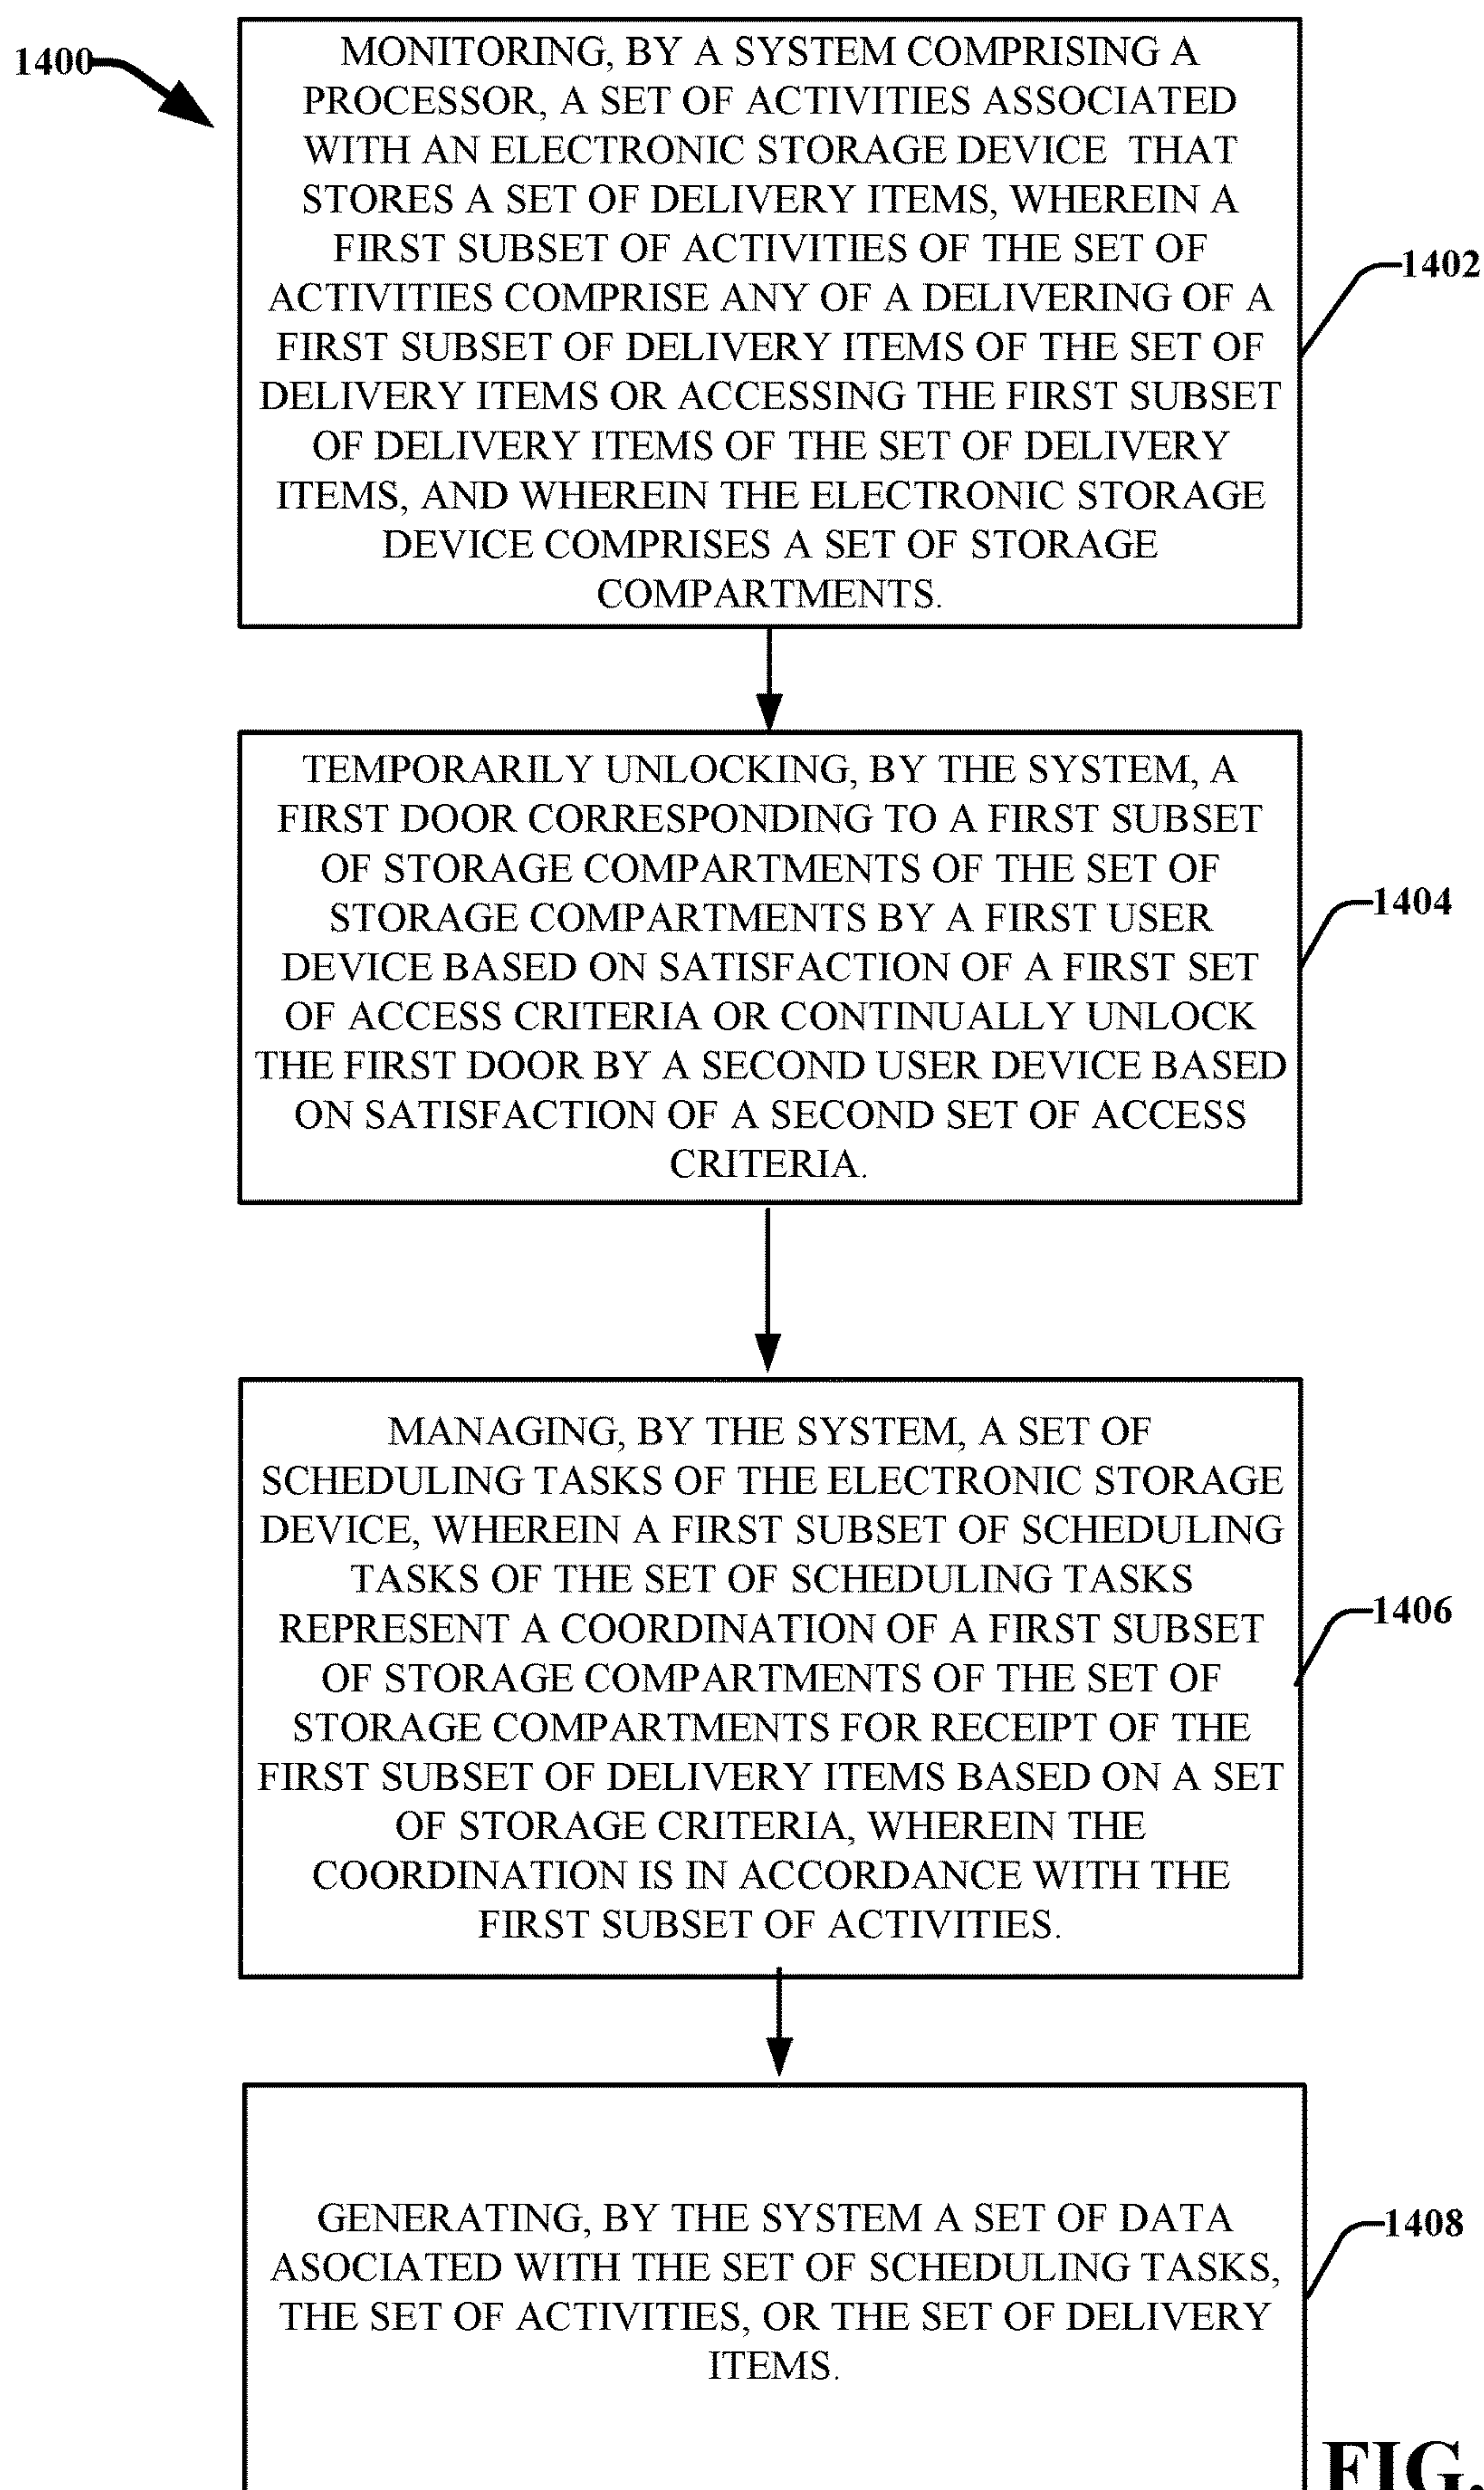 1400
MONITORING, BY A SYSTEM COMPRISING A
PROCESSOR, A SET OF ACTIVITIES ASSOCIATED
WITH AN ELECTRONIC STORAGE DEVICE THAT
STORES A SET OF DELIVERY ITEMS, WHEREIN A
FIRST SUBSET OF ACTIVITIES OF THE SET OF
ACTIVITIES COMPRISE ANY OF A DELIVERING OF A
FIRST SUBSET OF DELIVERY ITEMS OF THE SET OF
DELIVERY ITEMS OR ACCESSING THE FIRST SUBSET
OF DELIVERY ITEMS OF THE SET OF DELIVERY
ITEMS, AND WHEREIN THE ELECTRONIC STORAGE
DEVICE COMPRISES A SET OF STORAGE
COMPARTMENTS.
1402
TEMPORARILY UNLOCKING, BY THE SYSTEM, A
FIRST DOOR CORRESPONDING TO A FIRST SUBSET
OF STORAGE COMPARTMENTS OF THE SET OF
STORAGE COMPARTMENTS BY A FIRST USER
DEVICE BASED ON SATISFACTION OF A FIRST SET
OF ACCESS CRITERIA OR CONTINUALLY UNLOCK
THE FIRST DOOR BY A SECOND USER DEVICE BASED
ON SATISFACTION OF A SECOND SET OF ACCESS
CRITERIA.
1404
MANAGING, BY THE SYSTEM, A SET OF
SCHEDULING TASKS OF THE ELECTRONIC STORAGE
DEVICE, WHEREIN A FIRST SUBSET OF SCHEDULING
TASKS OF THE SET OF SCHEDULING TASKS
REPRESENT A COORDINATION OF A FIRST SUBSET
OF STORAGE COMPARTMENTS OF THE SET OF
STORAGE COMPARTMENTS FOR RECEIPT OF THE
FIRST SUBSET OF DELIVERY ITEMS BASED ON A SET
OF STORAGE CRITERIA, WHEREIN THE
COORDINATION IS IN ACCORDANCE WITH THE
FIRST SUBSET OF ACTIVITIES.
1406
GENERATING, BY THE SYSTEM A SET OF DATA
ASOCIATED WITH THE SET OF SCHEDULING TASKS,
THE SET OF ACTIVITIES, OR THE SET OF DELIVERY
ITEMS.
1408
FIG.